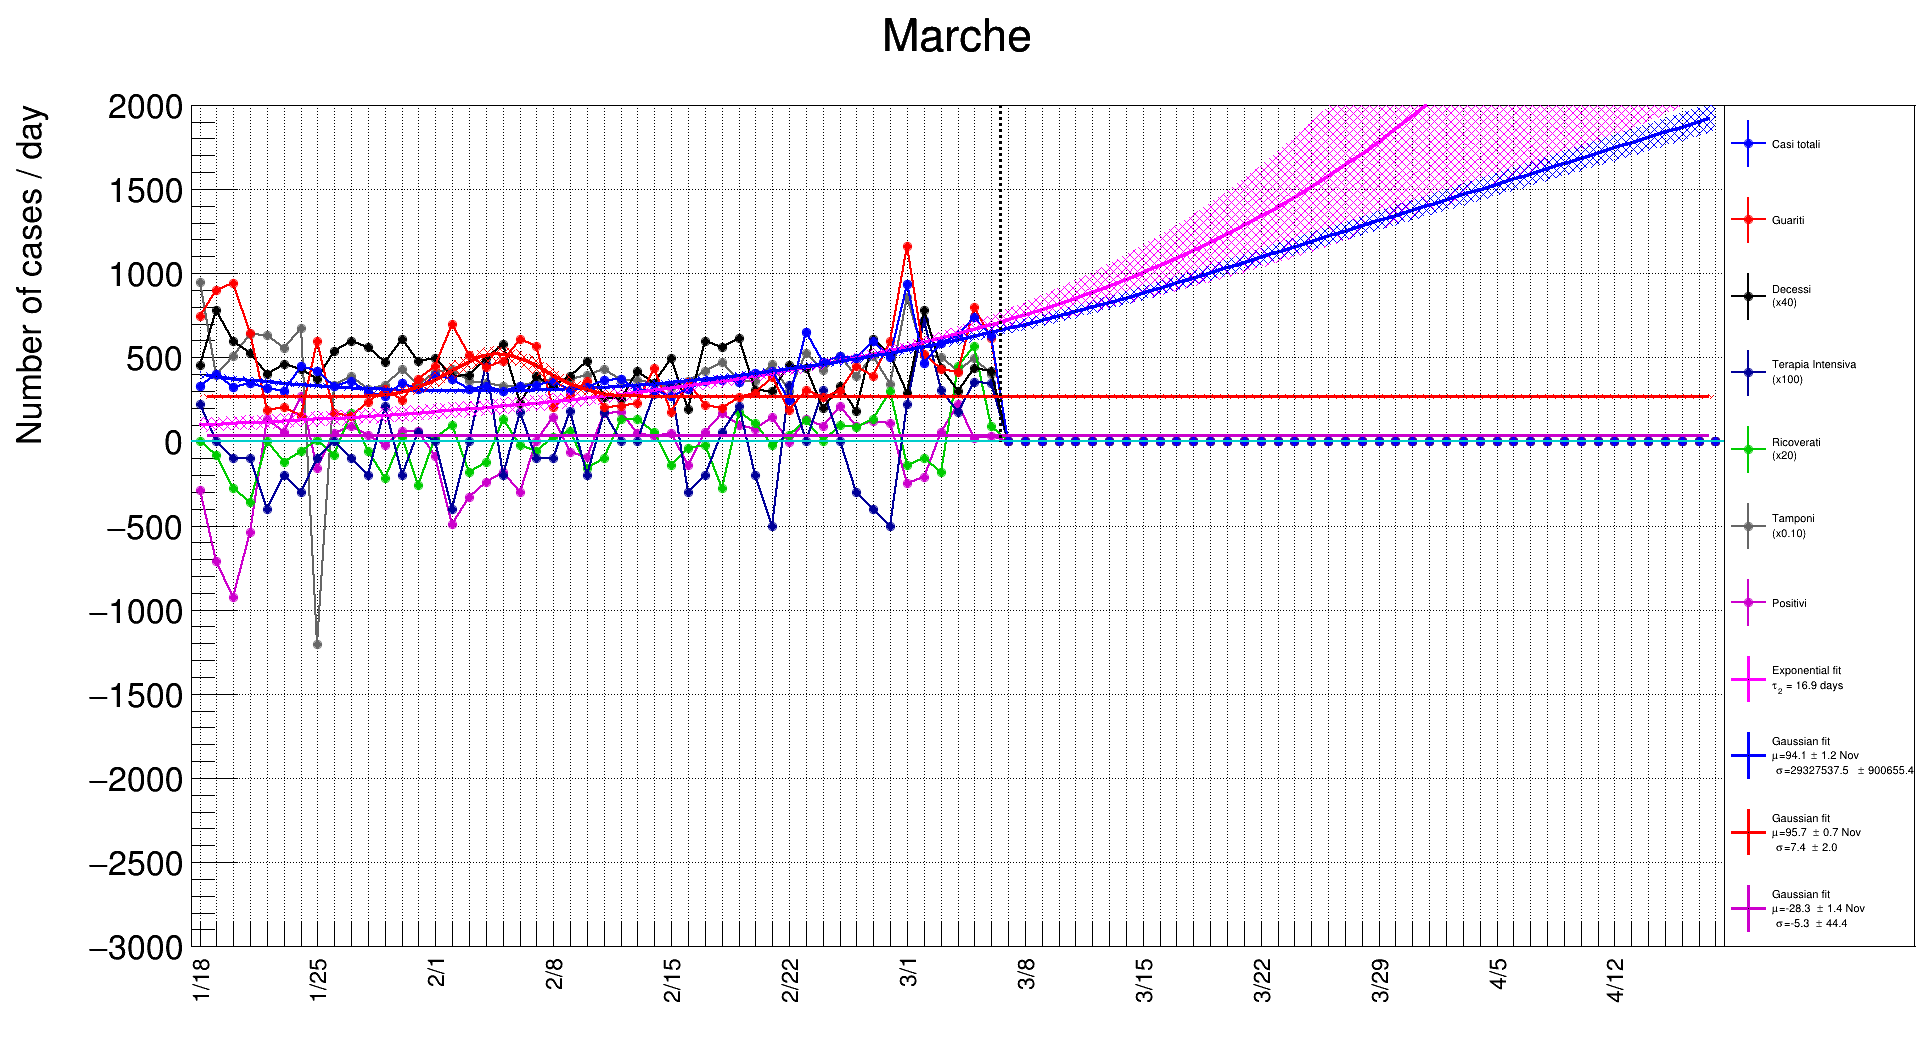 Marche
Number of cases / day
2000
1500
1000
500
0
−500
−1000
−1500
−2000
−2500
−3000
1/18
1/25
2/1
2/8
2/15
2/22
3/1
3/8
3/15
3/22
3/29
4/5
4/12
Casi totali
Guariti
Decessi
(x40)
Terapia Intensiva
(x100)
Ricoverati
(x20)
Tamponi
(x0.10)
Positivi
Exponential fit
τ2 = 16.9 days
Gaussian fit
μ=94.1 ± 1.2 Nov
σ=29327537.5 ± 900655.4
Gaussian fit
μ=95.7 ± 0.7 Nov
σ=7.4 ± 2.0
Gaussian fit
μ=-28.3 ± 1.4 Nov
σ=-5.3 ± 44.4